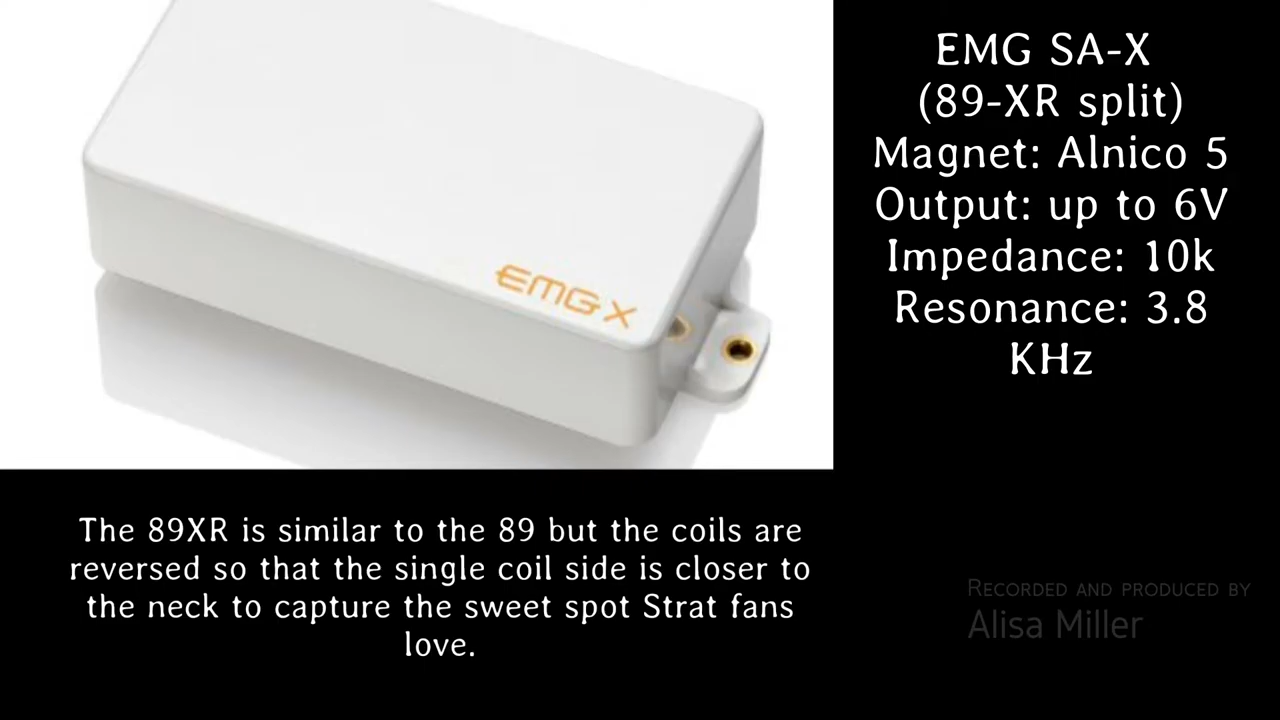 EMG SA-X
(89-XR split)
Magnet: Alnico 5
Output: up to 6V
Impedance: 10k
Resonance: 3.8
KHz
EMG X
The 89XR is similar to the 89 but the coils are
reversed so that the single coil side is closer to
the neck to capture the sweet spot Strat fans
love.
Recorded and produced by
Alisa Miller